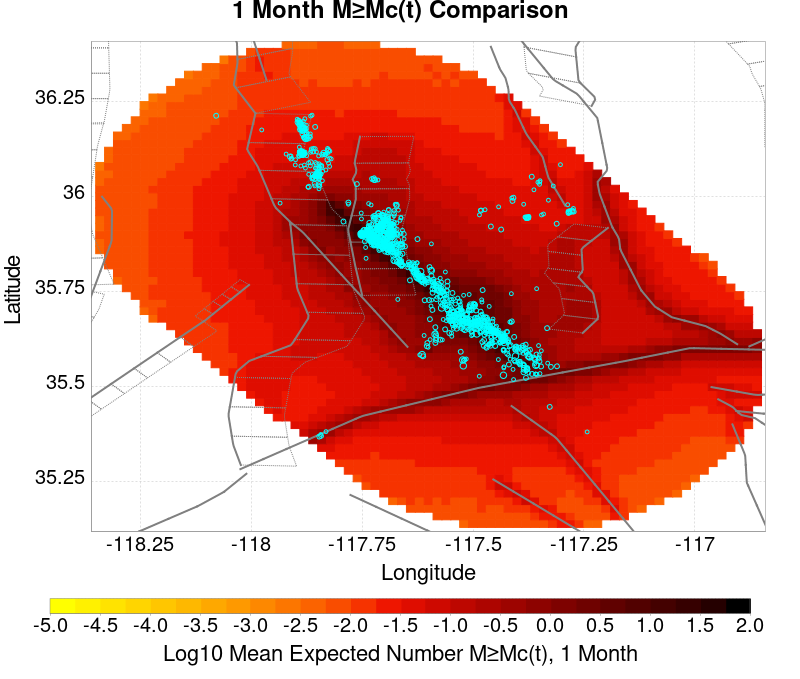 1 Month M≥Mc(t) Comparison
36.25
36
35.75
35.5
35.25
Latitude
-118.25 -118 -117.75 -117.5 -117.25 -117
Longitude
-5.0 -4.5 -4.0 -3.5 -3.0 -2.5 -2.0 -1.5 -1.0 -0.5 0.0 0.5 1.0 1.5 2.0
Log10 Mean Expected Number M≥Mc(t), 1 Month